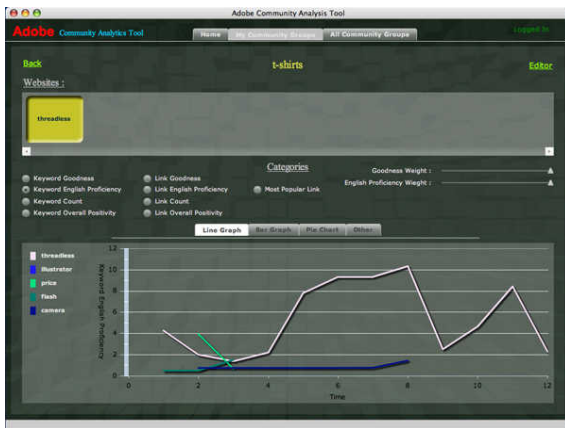 Adobe Community Analysis Tool
Adobe Community Analytics Tool
Home My Community Groups All Community Groups
Logged In
Back
t-shirts
Editor
Websites :
threadless
Categories
Keyword Goodness
Link Goodness
Goodness Weight :
Keyword English Proficiency
Link English Proficiency
Most Popular Link
English Proficiency Wieght :
Keyword Count
Link Count
Keyword Overall Positivity
Link Overall Positivity
Line Graph Bar Graph Pie Chart Other
threadless
illustrator
price
flash
camera
Keyword English Proficiency
12
10
8
6
4
2
0
0 2 4 6 8 10 12
Time